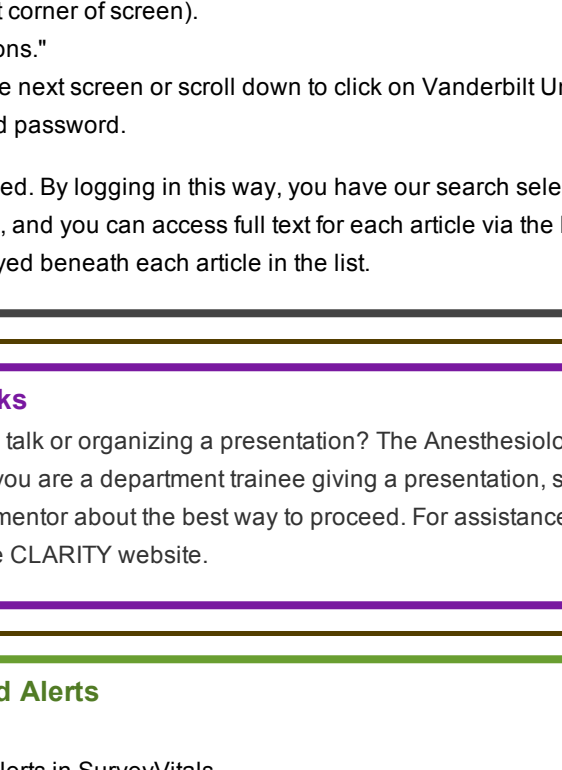 t corner of screen).
ons."
e next screen or scroll down to click on Vanderbilt Un
d password.
ed. By logging in this way, you have our search sele
, and you can access full text for each article via the
yed beneath each article in the list.
ks
talk or organizing a presentation? The Anesthesiolo
you are a department trainee giving a presentation, s
mentor about the best way to proceed. For assistance
e CLARITY website.
d Alerts
lerts in SurveyVitals